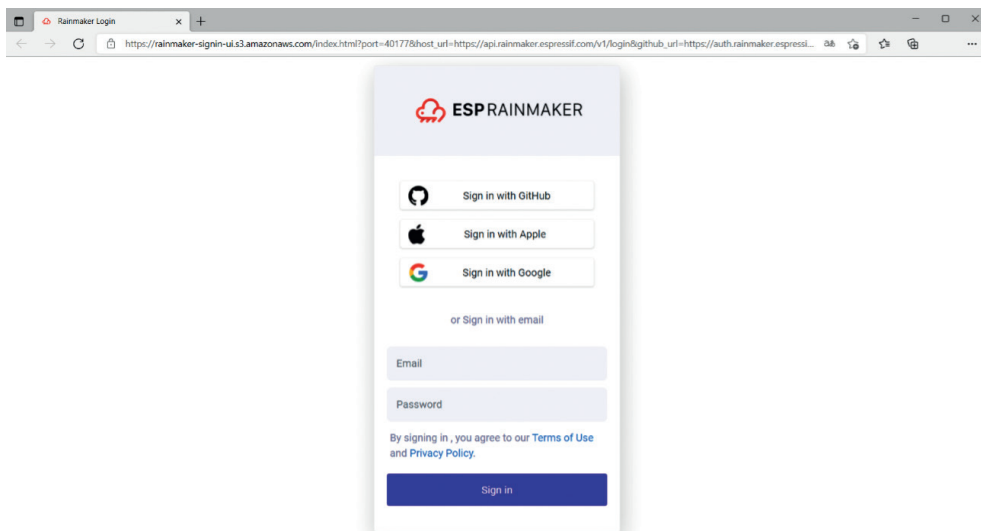 Rainmaker Login
https://rainmaker-signin-ui.s3.amazonaws.com/index.html?port=40177&host_url=https://api.rainmaker.espressif.com/v1/login&github_url=https://auth.rainmaker.espressi...
ESP RAINMAKER
Sign in with GitHub
Sign in with Apple
Sign in with Google
or Sign in with email
Email
Password
By signing in , you agree to our Terms of Use
and Privacy Policy.
Sign in